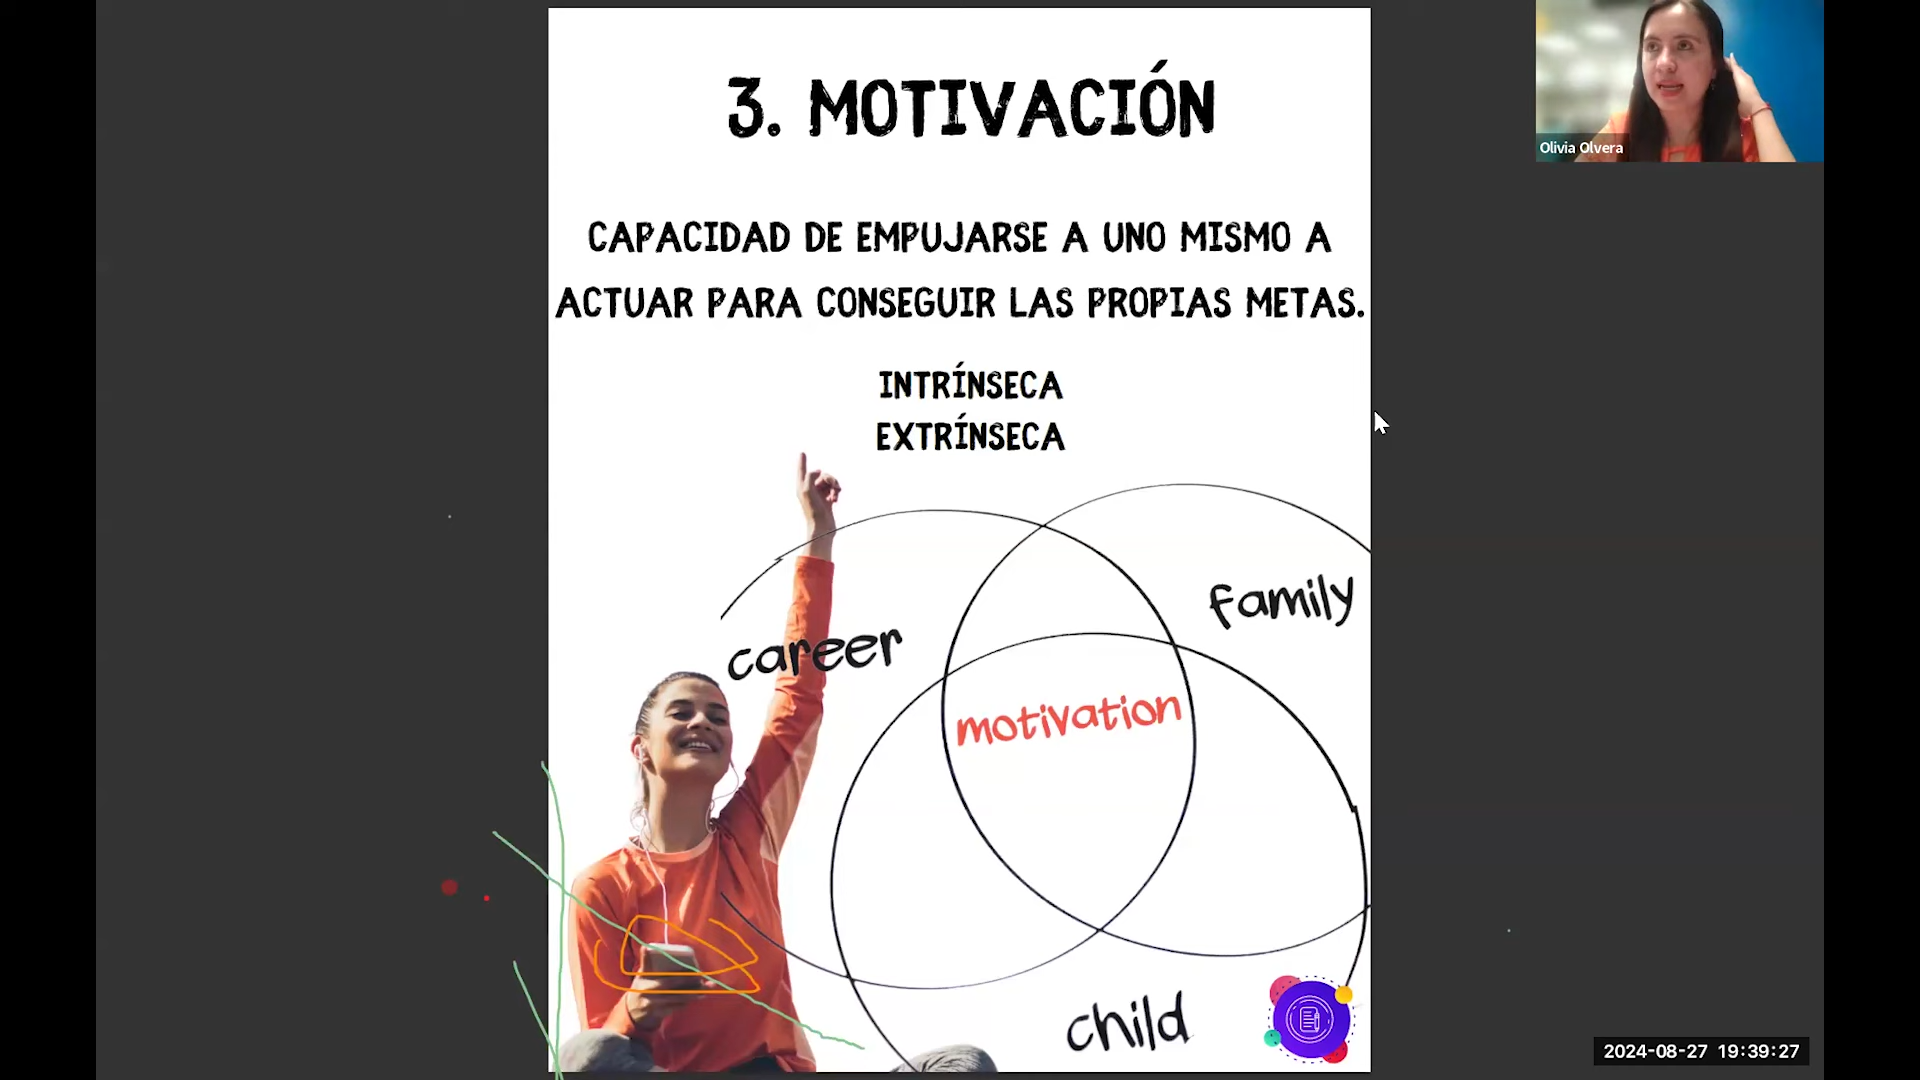 3. MOTIVACIÓN
Olivia Olvera
CAPACIDAD DE EMPUJARSE A UNO MISMO A
ACTUAR PARA CONSEGUIR LAS PROPIAS METAS.
INTRÍNSECA
EXTRÍNSECA
family
career
motivation
child
2024-08-27 19:39:27